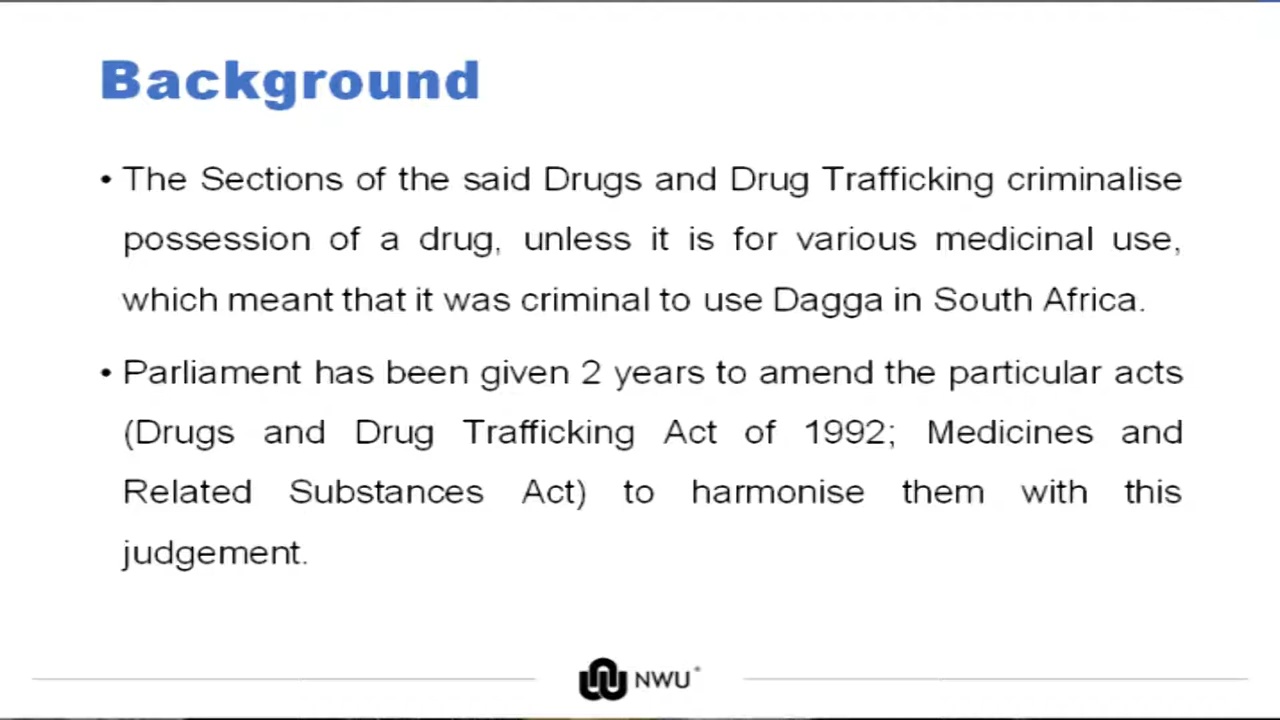 Background
• The Sections of the said Drugs and Drug Trafficking criminalise
possession of a drug, unless it is for various medicinal use,
which meant that it was criminal to use Dagga in South Africa.
• Parliament has been given 2 years to amend the particular acts
(Drugs and Drug Trafficking Act of 1992; Medicines and
Related Substances Act) to harmonise them with this
judgement.
NWU®